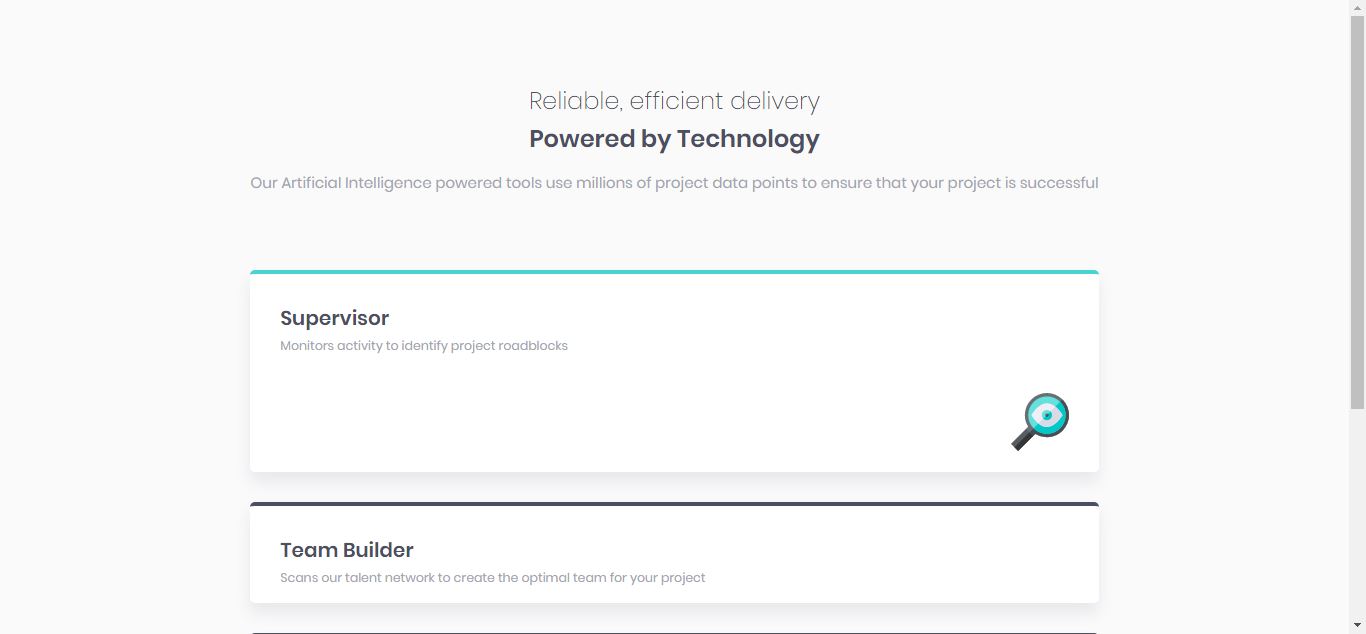 Reliable, efficient delivery
Powered by Technology
Our Artificial Intelligence powered tools use millions of project data points to ensure that your project is successful
Supervisor
Monitors activity to identify project roadblocks
Team Builder
Scans our talent network to create the optimal team for your project